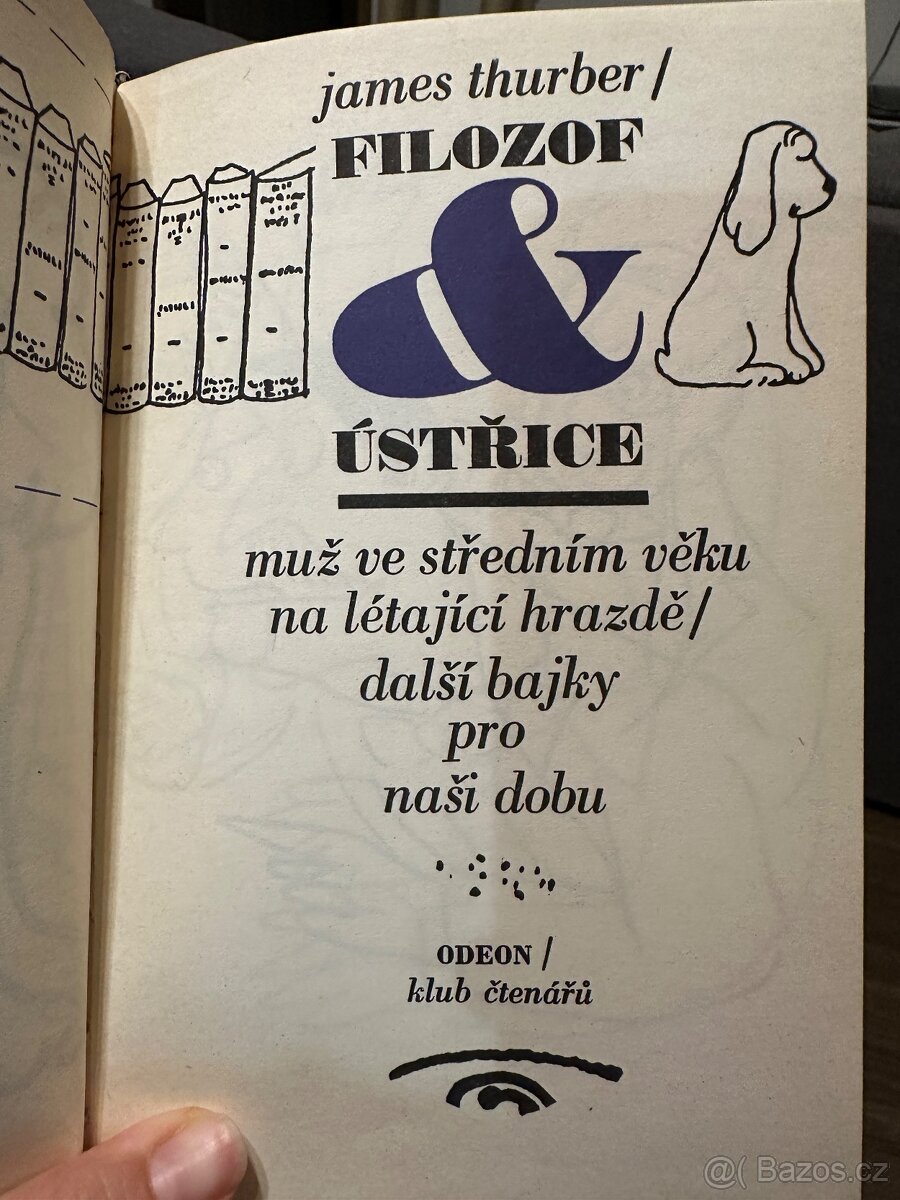 james thurber/
FILOZOF
&
ÚSTŘICE
muž ve středním věku
na létající hrazdě/
další bajky
pro
naši dobu
ODEON /
klub čtenářů
@( Bazos.cz